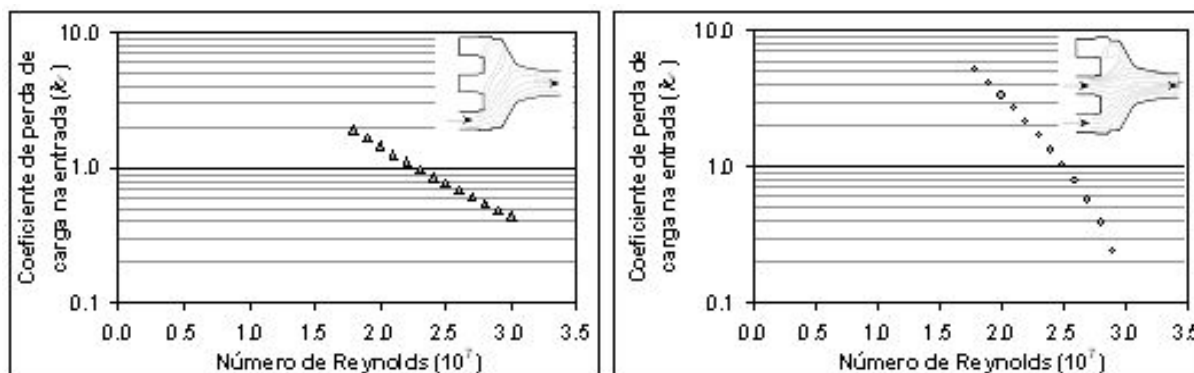 Coeficiente de perda de
carga na entrada (k)
10.0
1.0
0.1
0.0 0.5 1.0 1.5 2.0 2.5 3.0 3.5
Número de Reynolds (10⁷)
Coeficiente de perda de
carga na entrada (k)
10.0
1.0
0.1
0.0 0.5 1.0 1.5 2.0 2.5 3.0 3.5
Número de Reynolds (10⁷)